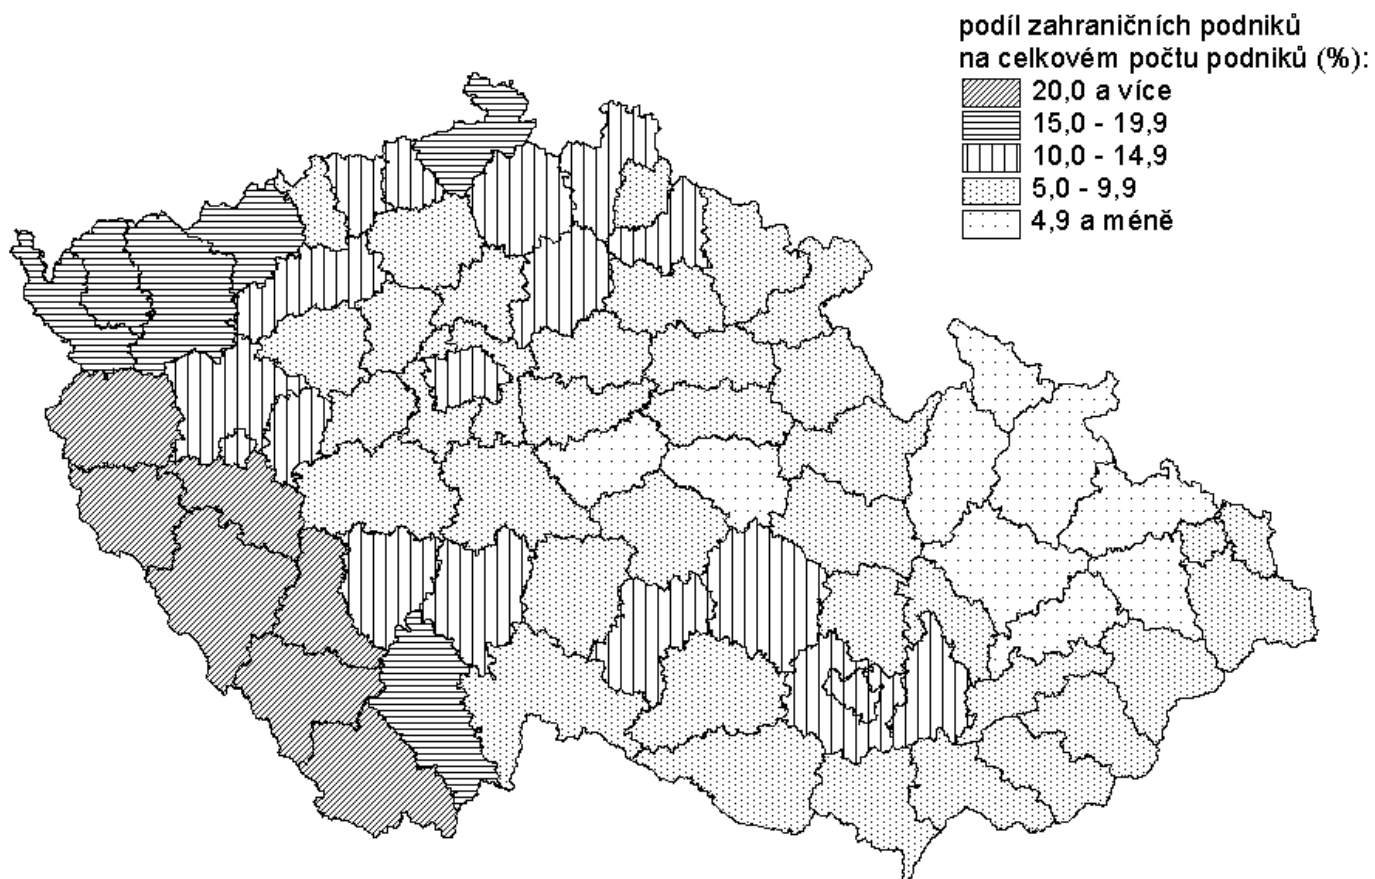 podíl zahraničních podniků
na celkovém počtu podniků (%):
20,0 a více
15,0 - 19,9
10,0 - 14,9
5,0 - 9,9
4,9 a méně